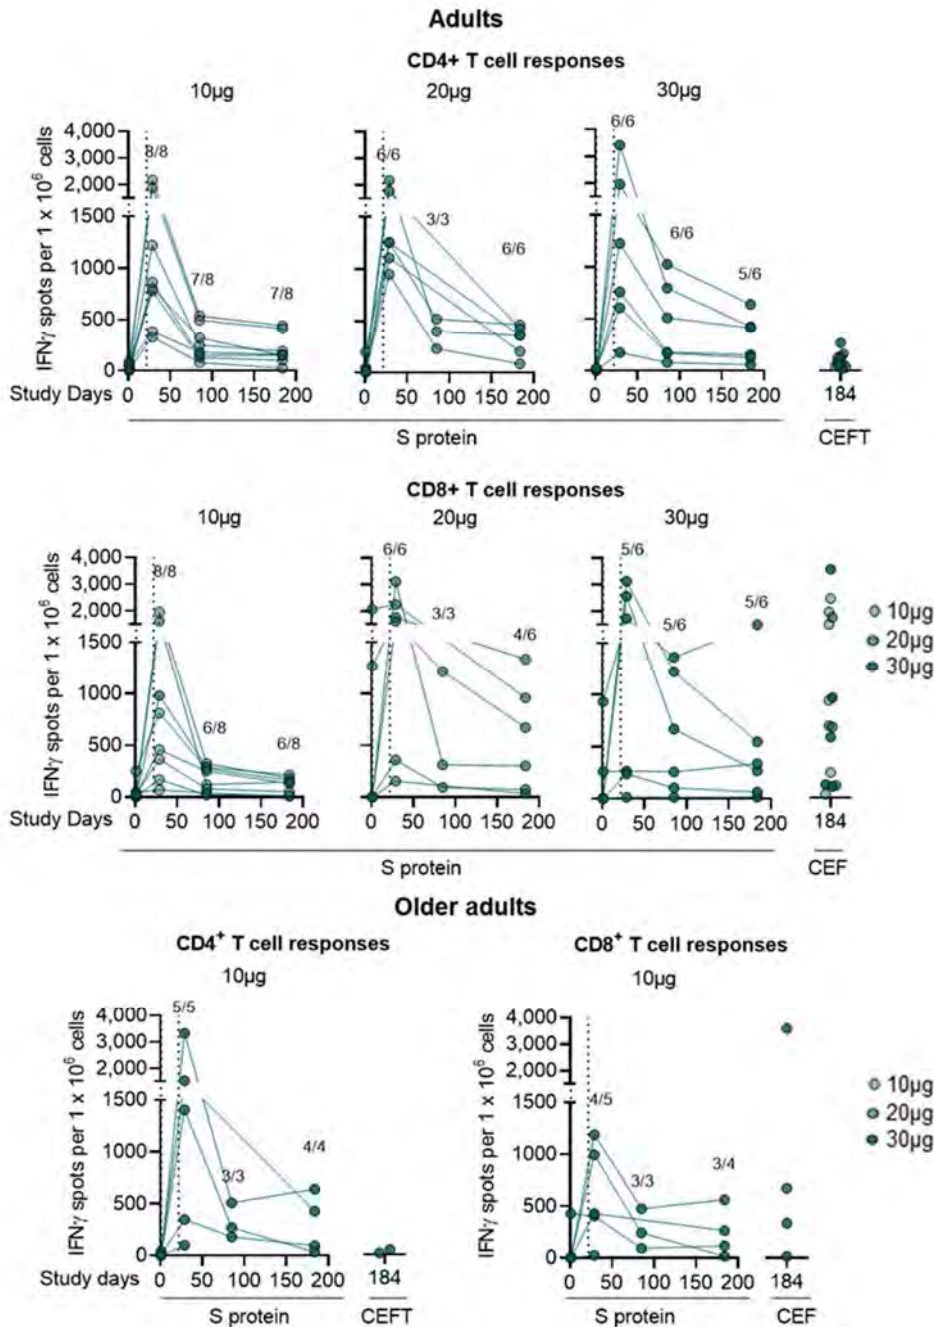 Adults
CD4+ T cell responses
10µg 20µg 30µg
IFNγ spots per 1 x 10⁶ cells
4,000
3,000
2,000
1500
1000
500
0
8/8 7/8 7/8
6/6 3/3 6/6
6/6 6/6 5/6
Study Days 0 50 100 150 200 0 50 100 150 200 0 50 100 150 200 184
S protein CEFT
CD8+ T cell responses
10µg 20µg 30µg
IFNγ spots per 1 x 10⁶ cells
4,000
3,000
2,000
1500
1000
500
0
8/8 6/8 6/8
6/6 3/3 4/6
5/6 5/6 5/6
10µg
20µg
30µg
Study Days 0 50 100 150 200 0 50 100 150 200 0 50 100 150 200 184
S protein CEF
Older adults
CD4⁺ T cell responses CD8⁺ T cell responses
10µg 10µg
IFNγ spots per 1 x 10⁶ cells
4,000
3,000
2,000
1500
1000
500
0
5/5 3/3 4/4
IFNγ spots per 1 x 10⁶ cells
4,000
3,000
2,000
1500
1000
500
0
4/5 3/3 3/4
10µg
20µg
30µg
Study days 0 50 100 150 200 184 0 50 100 150 200 184
S protein CEFT S protein CEF